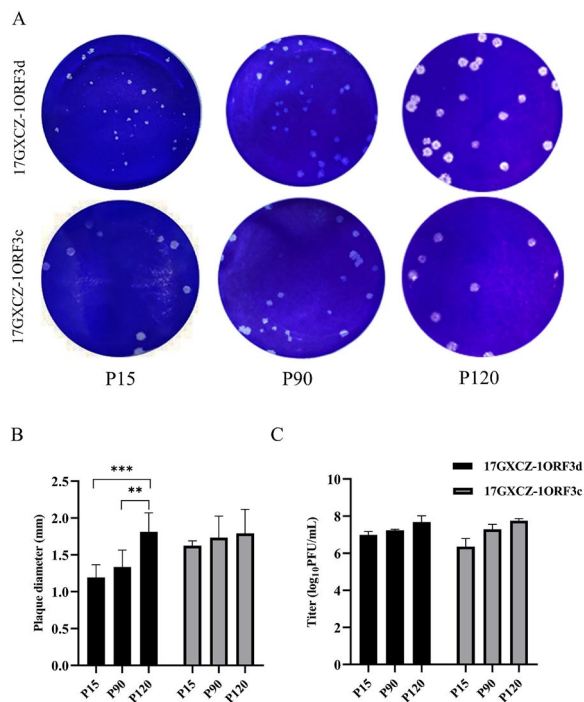 A
17GXCZ-1ORF3d
17GXCZ-1ORF3c
P15 P90 P120
B
Plaque diameter (mm)
2.5
2.0
1.5
1.0
0.5
0.0
***
**
P15 P90 P120 P15 P90 P120
C
17GXCZ-1ORF3d
17GXCZ-1ORF3c
Titer (log10PFU/mL)
10
8
6
4
2
0
P15 P90 P120 P15 P90 P120